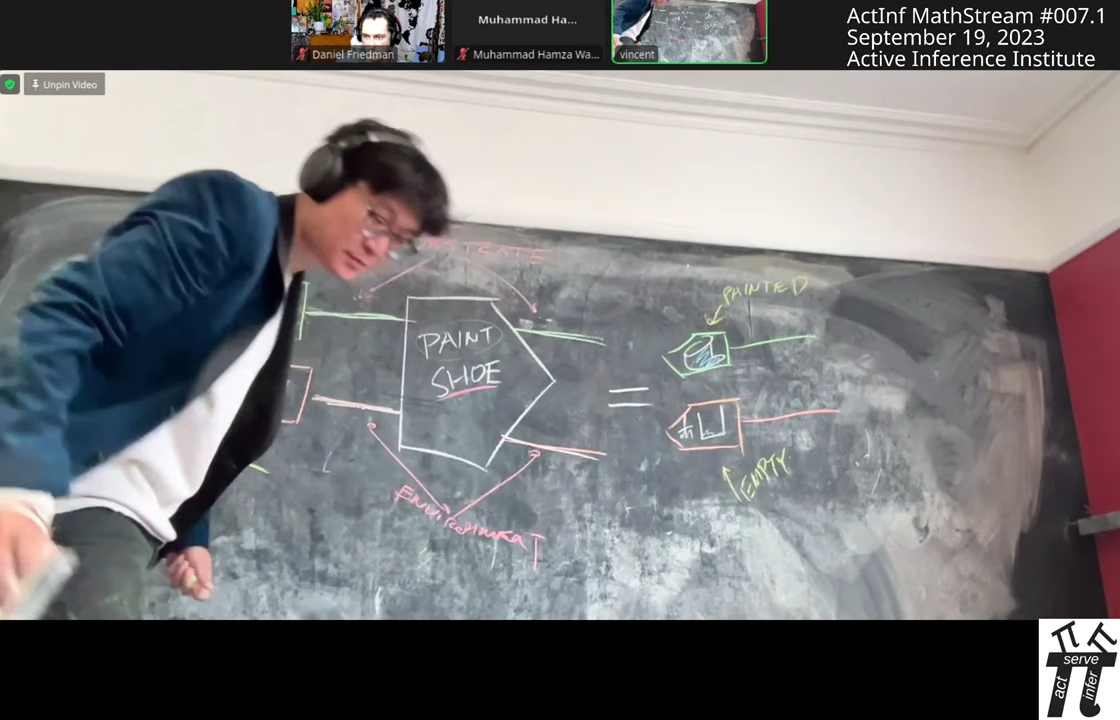 Muhammad Ha...
Daniel Friedman
Muhammad Hamza Wa...
vincent
ActInf MathStream #007.1
September 19, 2023
Active Inference Institute
Unpin Video
PAINTED
PAINT
SHOE
=
EMPTY
act
serve
infer